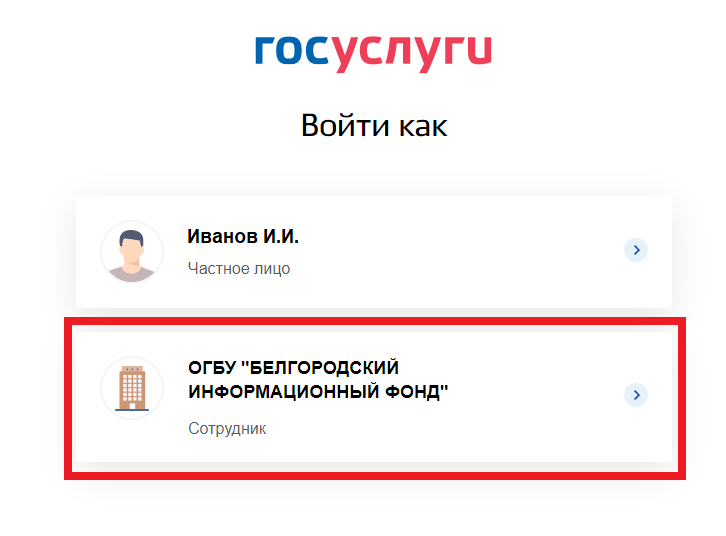 госуслуги
Войти как
Иванов И.И.
Частное лицо
ОГБУ "БЕЛГОРОДСКИЙ
ИНФОРМАЦИОННЫЙ ФОНД"
Сотрудник